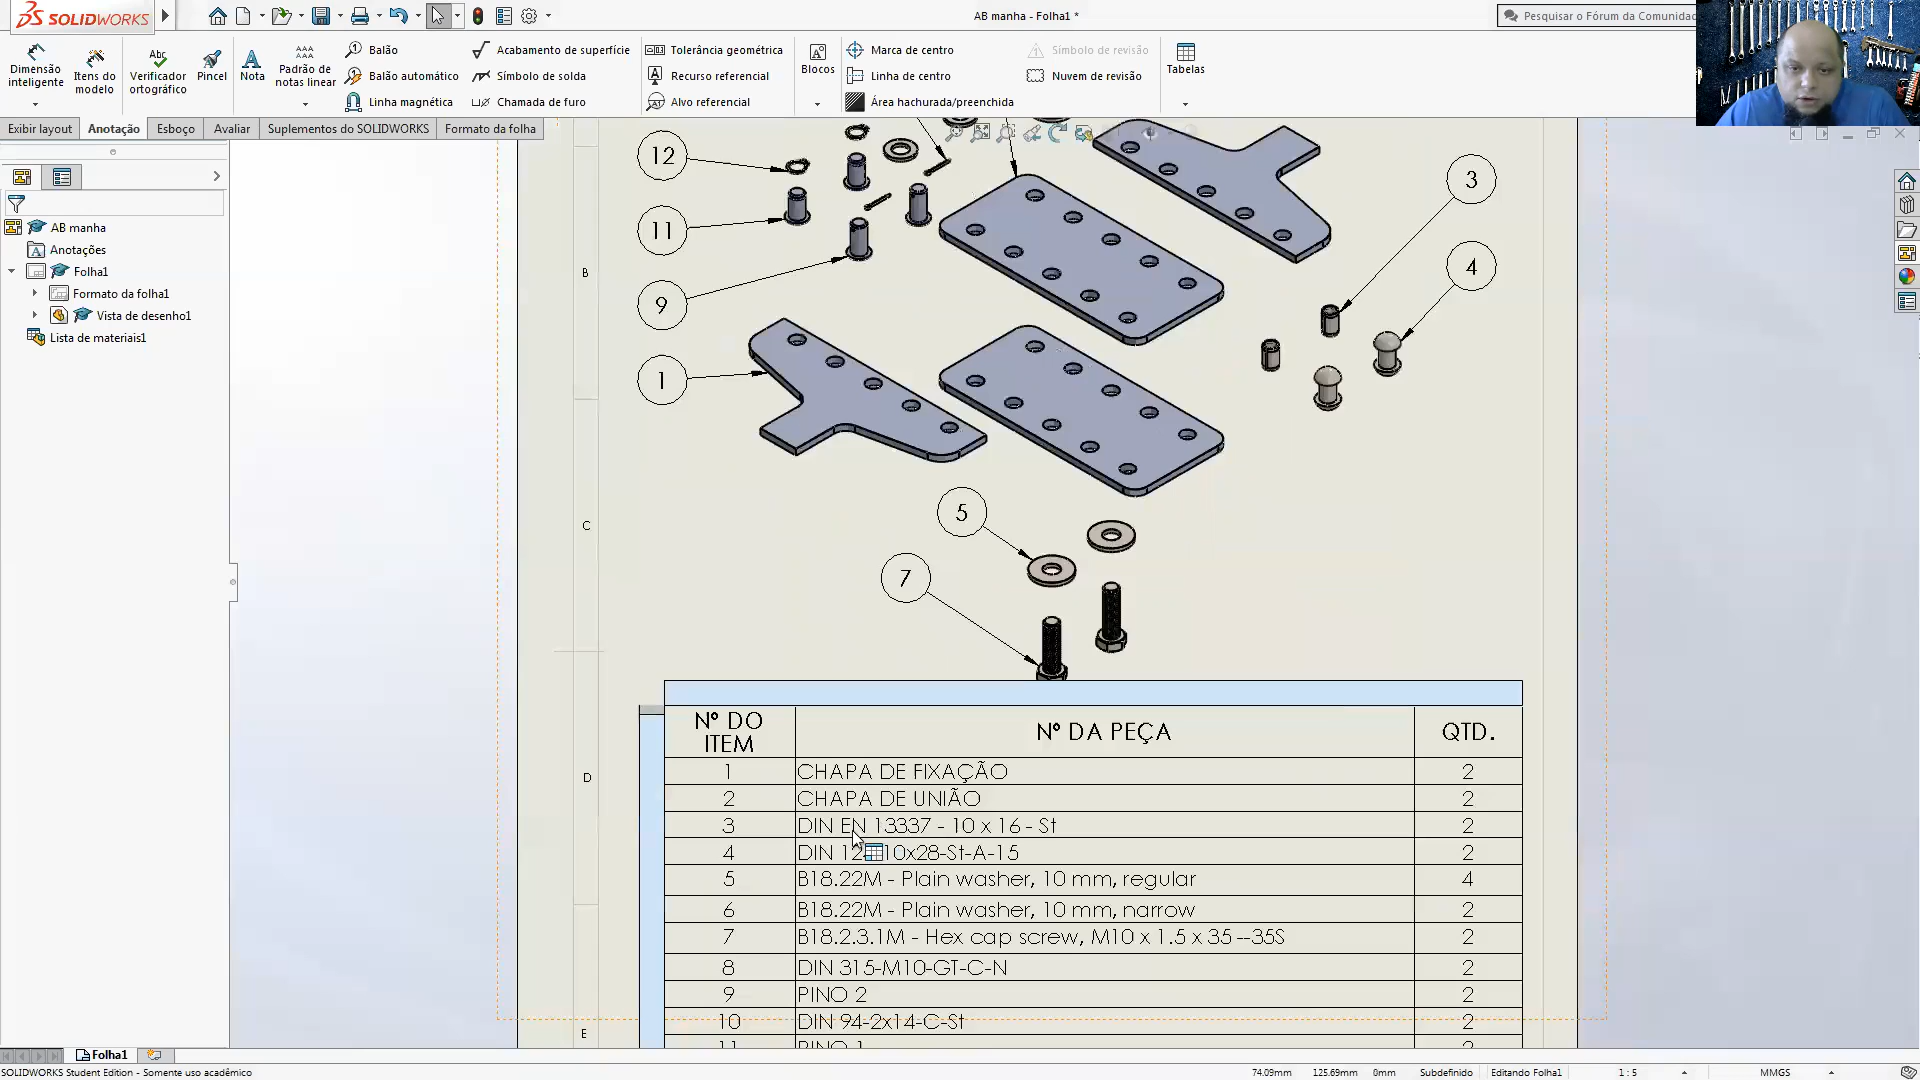 SOLIDWORKS
AB manha - Folha1 *
Pesquisar o Fórum da Comunidad
Dimensão inteligente
Itens do modelo
Verificador ortográfico
Pincel
Nota
Padrão de notas linear
Balão
Balão automático
Linha magnética
Acabamento de superfície
Símbolo de solda
Chamada de furo
Tolerância geométrica
Recurso referencial
Alvo referencial
Blocos
Marca de centro
Linha de centro
Área hachurada/preenchida
Símbolo de revisão
Nuvem de revisão
Tabelas
Exibir layout
Anotação
Esboço
Avaliar
Suplementos do SOLIDWORKS
Formato da folha
AB manha
Anotações
Folha1
Formato da folha1
Vista de desenho1
Lista de materiais1
B
C
D
E
12
11
9
1
3
4
5
7
Nº DO ITEM
Nº DA PEÇA
QTD.
1 CHAPA DE FIXAÇÃO 2
2 CHAPA DE UNIÃO 2
3 DIN EN 13337 - 10 x 16 - St 2
4 DIN 12 10x28-St-A-15 2
5 B18.22M - Plain washer, 10 mm, regular 4
6 B18.22M - Plain washer, 10 mm, narrow 2
7 B18.2.3.1M - Hex cap screw, M10 x 1.5 x 35 --35S 2
8 DIN 315-M10-GT-C-N 2
9 PINO 2 2
10 DIN 94-2x14-C-St 2
11 PINO 1 2
Folha1
SOLIDWORKS Student Edition - Somente uso acadêmico
74.09mm
125.69mm
0mm
Subdefinido
Editando Folha1
1 : 5
MMGS